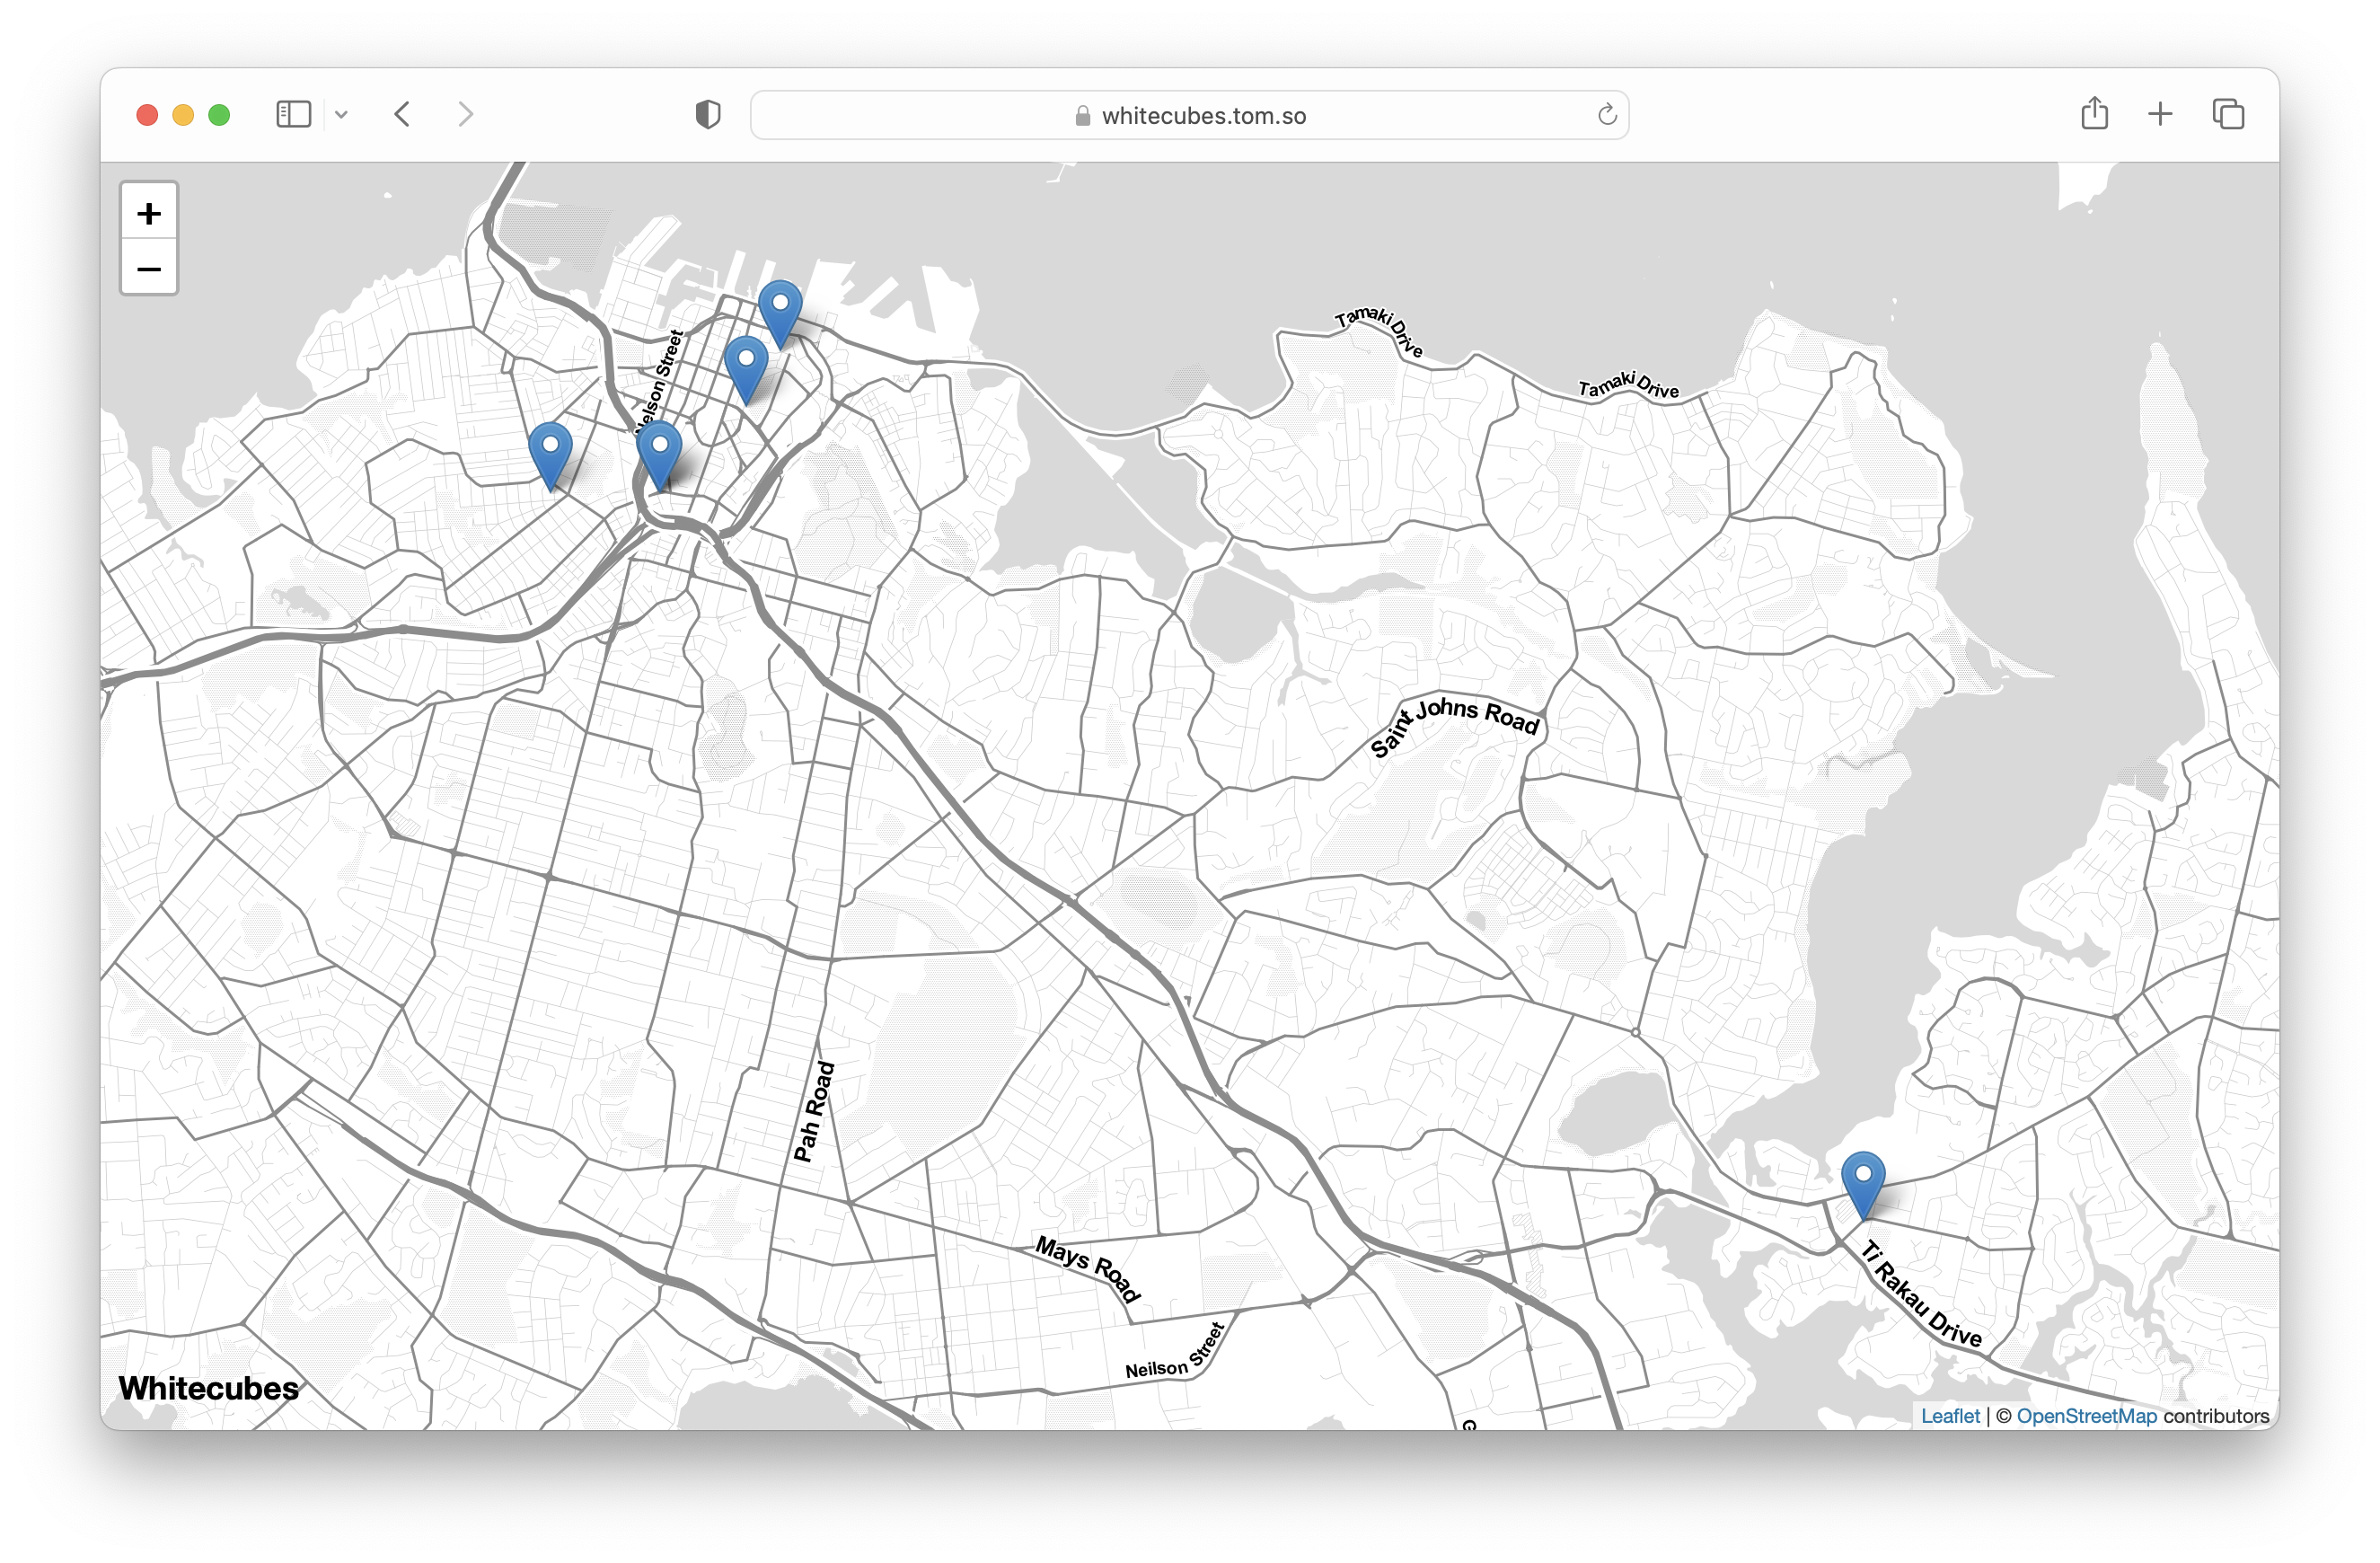 whitecubes.tom.so
+
−
Nelson Street
Tamaki Drive
Tamaki Drive
Saint Johns Road
Pah Road
Mays Road
Neilson Street
Ti Rakau Drive
G
Whitecubes
Leaflet | © OpenStreetMap contributors